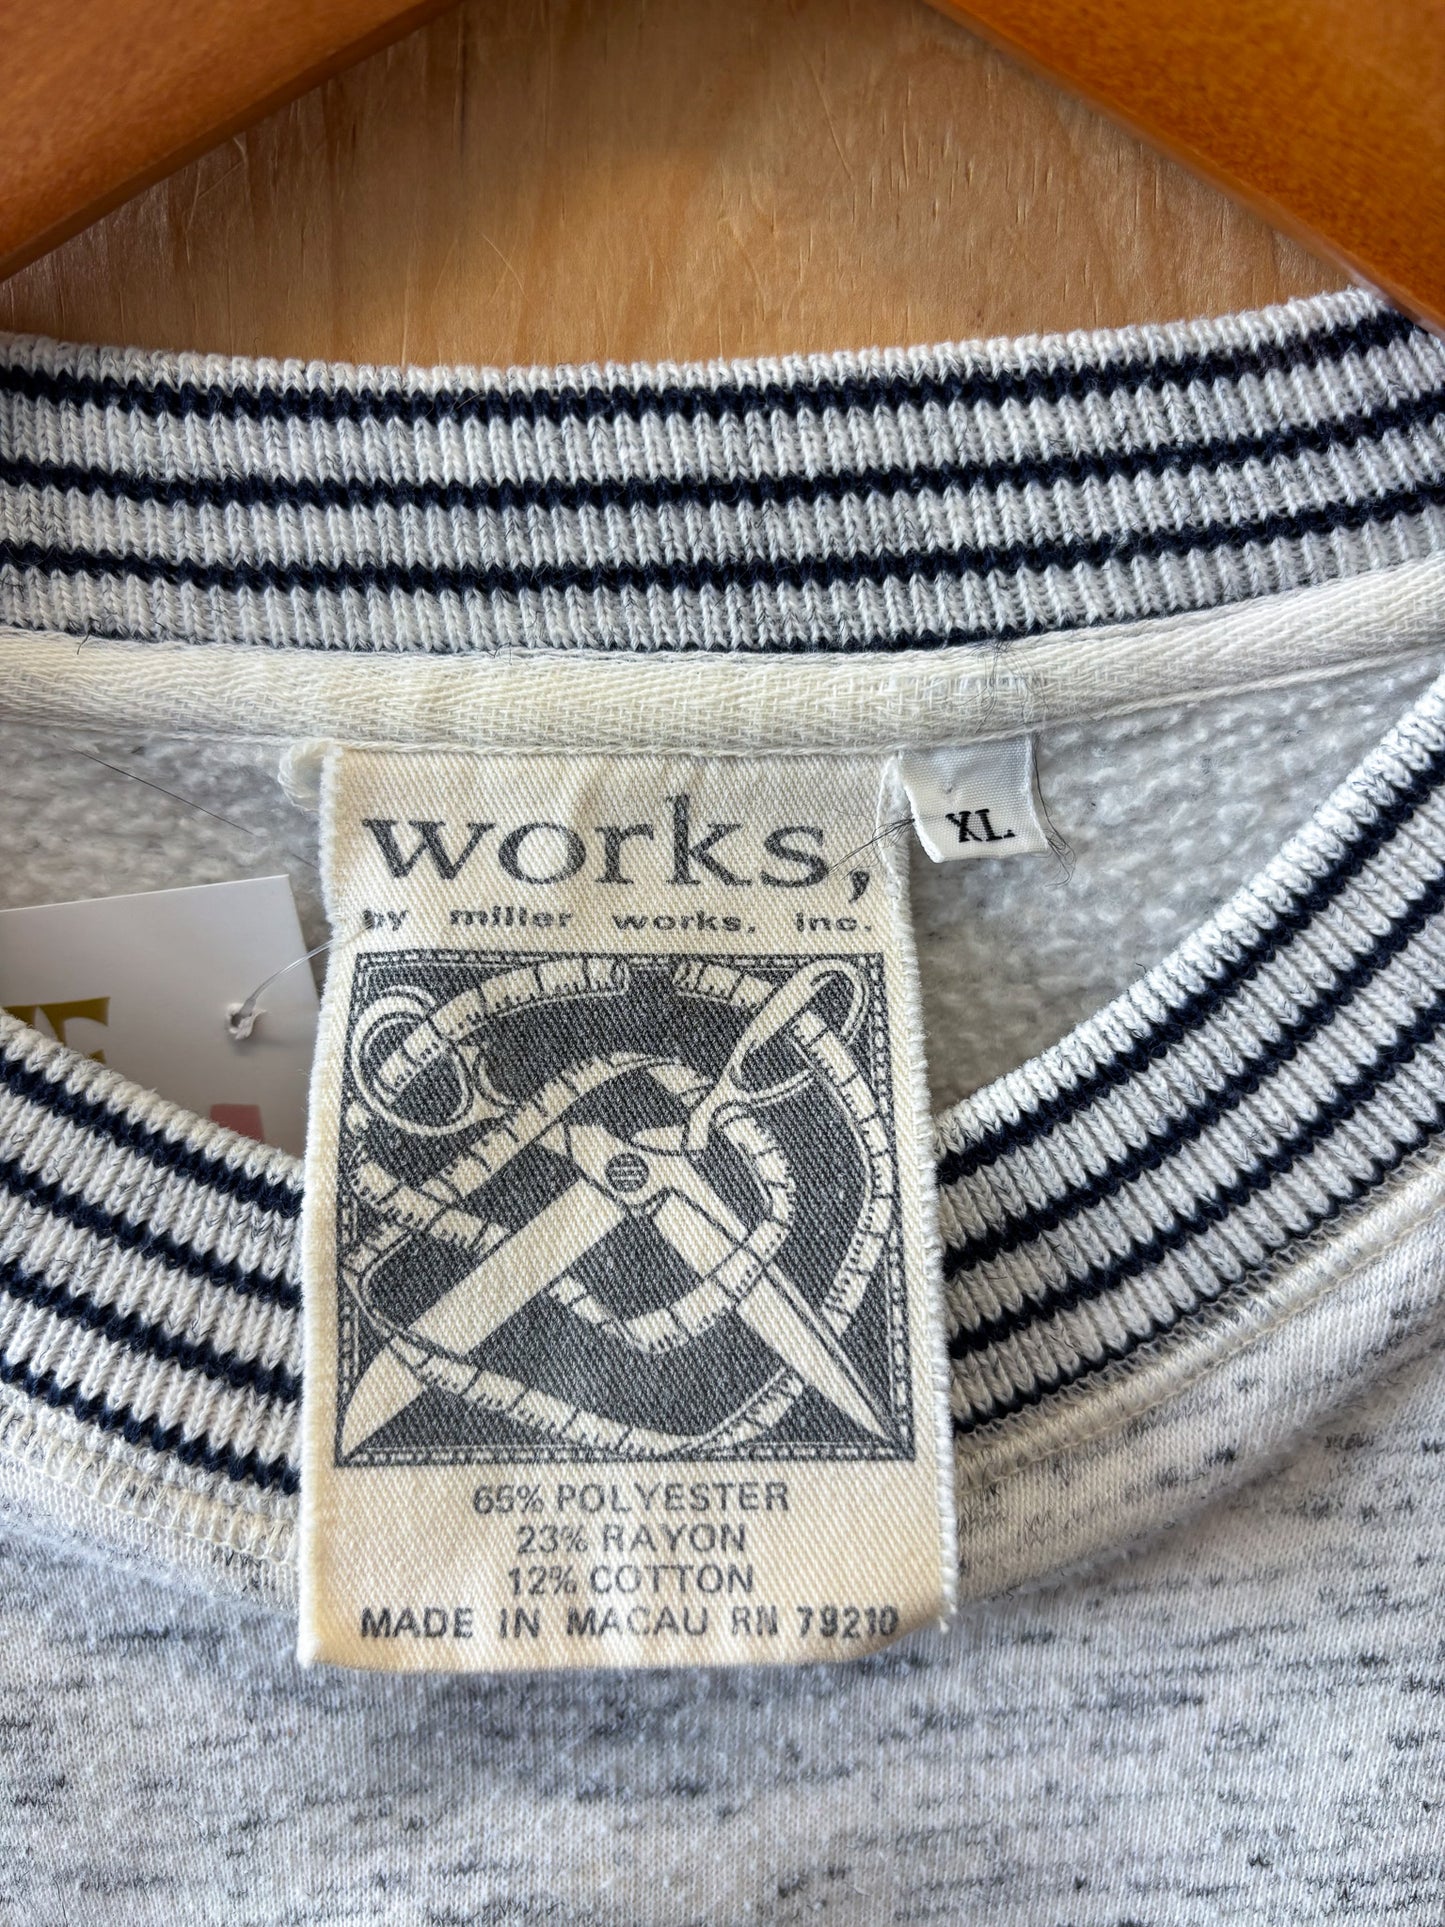 works,
XL
by miller works, inc.
65% POLYESTER
23% RAYON
12% COTTON
MADE IN MACAU RN 79210